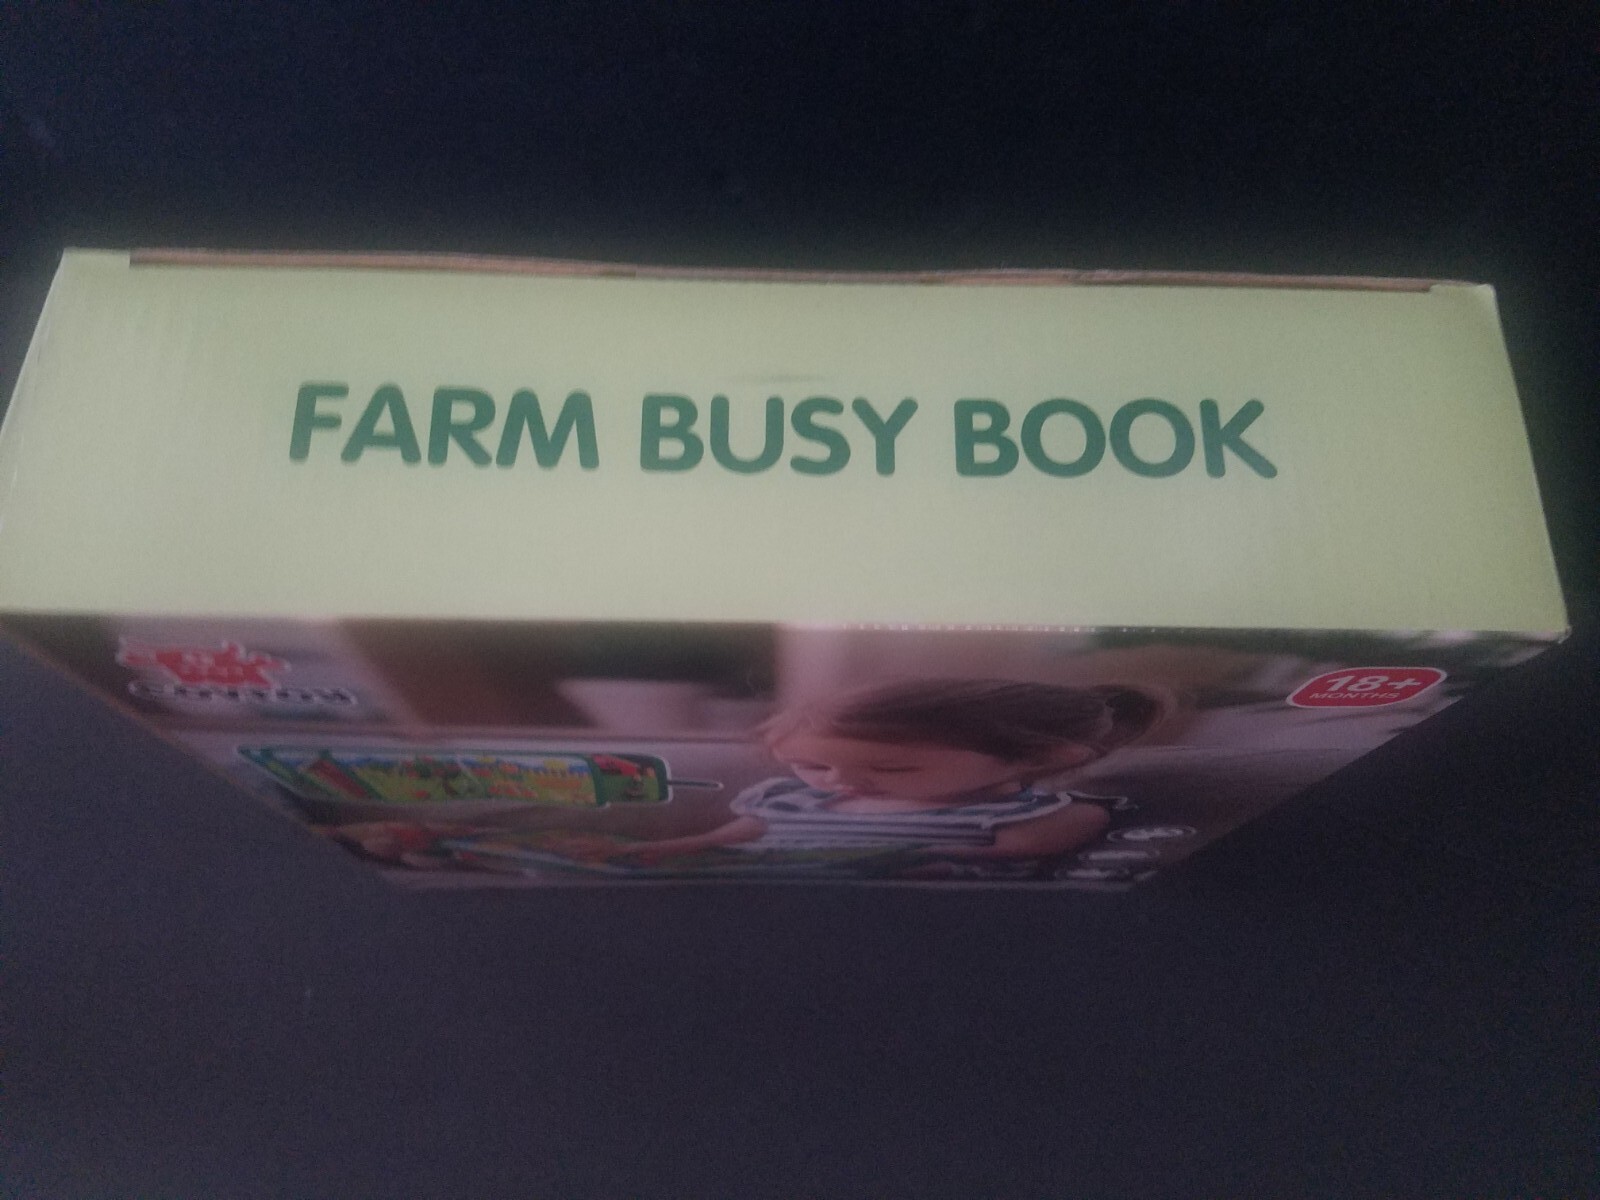 FARM BUSY BOOK
18+
MONTHS